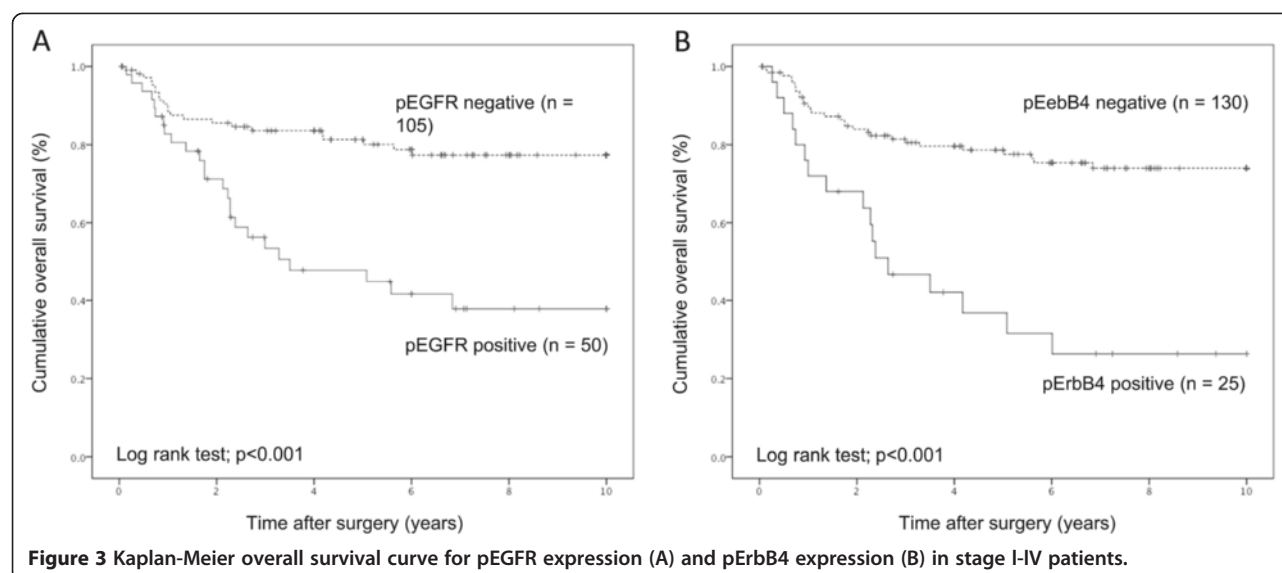 A
Cumulative overall survival (%)
1.0
0.8
0.6
0.4
0.2
0.0
pEGFR negative (n =
105)
pEGFR positive (n = 50)
Log rank test; p<0.001
0 2 4 6 8 10
Time after surgery (years)
B
Cumulative overall survival (%)
1.0
0.8
0.6
0.4
0.2
0.0
pEebB4 negative (n = 130)
pErbB4 positive (n = 25)
Log rank test; p<0.001
0 2 4 6 8 10
Time after surgery (years)
Figure 3 Kaplan-Meier overall survival curve for pEGFR expression (A) and pErbB4 expression (B) in stage I-IV patients.